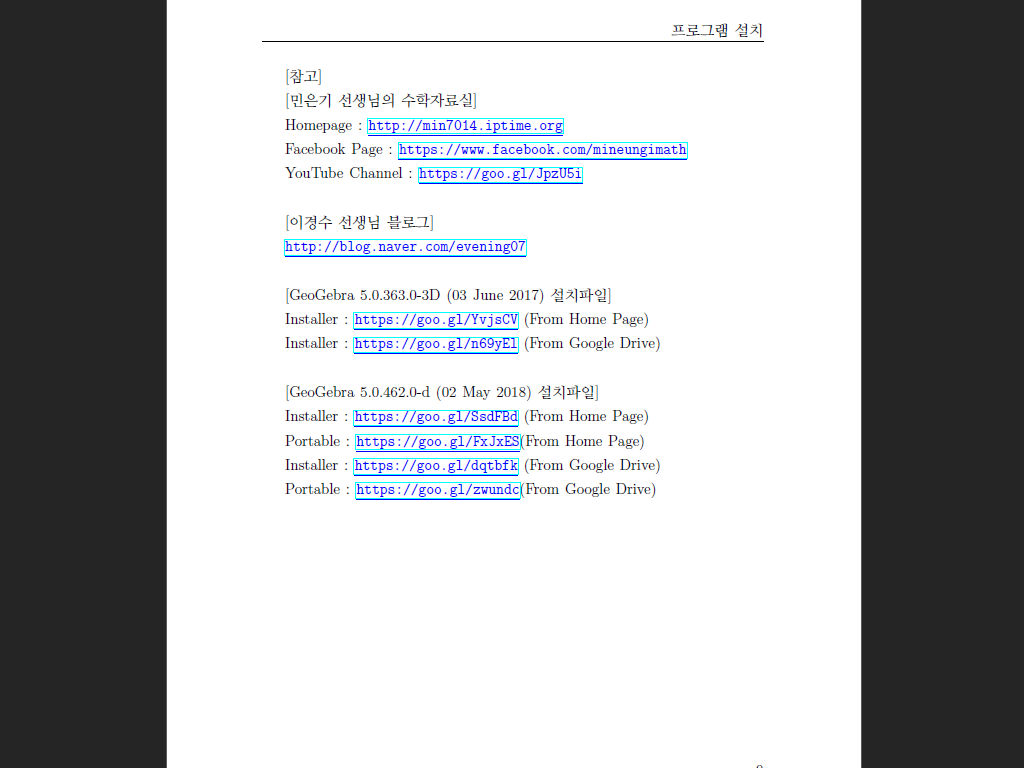 프로그램 설치
[참고]
[민은기 선생님의 수학자료실]
Homepage : http://min7014.iptime.org
Facebook Page : https://www.facebook.com/mineungimath
YouTube Channel : https://goo.gl/JpzU5i
[이경수 선생님 블로그]
http://blog.naver.com/evening07
[GeoGebra 5.0.363.0-3D (03 June 2017) 설치파일]
Installer : https://goo.gl/YvjsCV (From Home Page)
Installer : https://goo.gl/n69yEl (From Google Drive)
[GeoGebra 5.0.462.0-d (02 May 2018) 설치파일]
Installer : https://goo.gl/SsdFBd (From Home Page)
Portable : https://goo.gl/FxJxES(From Home Page)
Installer : https://goo.gl/dqtbfk (From Google Drive)
Portable : https://goo.gl/zwundc(From Google Drive)